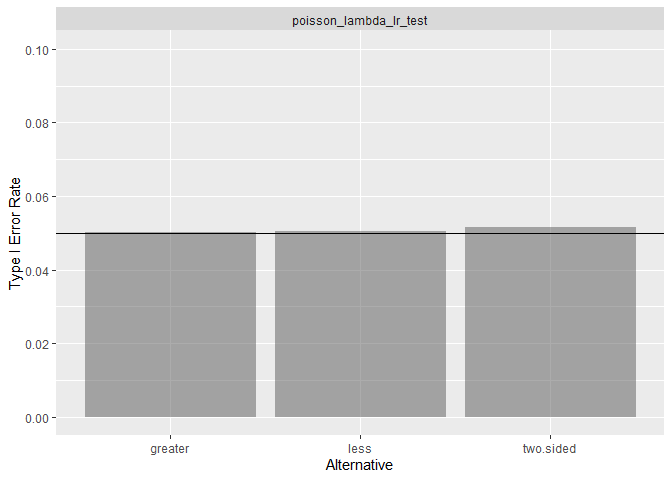 poisson_lambda_lr_test
0.10
0.08
0.06
0.04
0.02
0.00
Type I Error Rate
greater
less
two.sided
Alternative